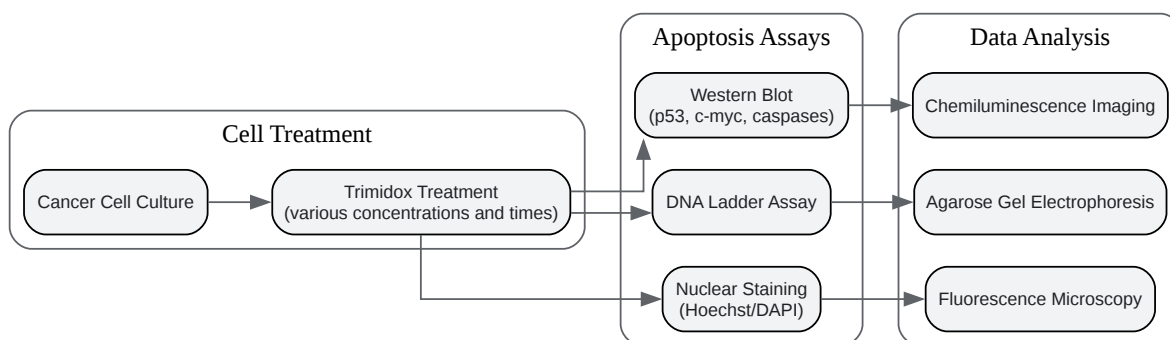 Cell Treatment
Cancer Cell Culture
Trimidox Treatment
(various concentrations and times)
Apoptosis Assays
Western Blot
(p53, c-myc, caspases)
DNA Ladder Assay
Nuclear Staining
(Hoechst/DAPI)
Data Analysis
Chemiluminescence Imaging
Agarose Gel Electrophoresis
Fluorescence Microscopy